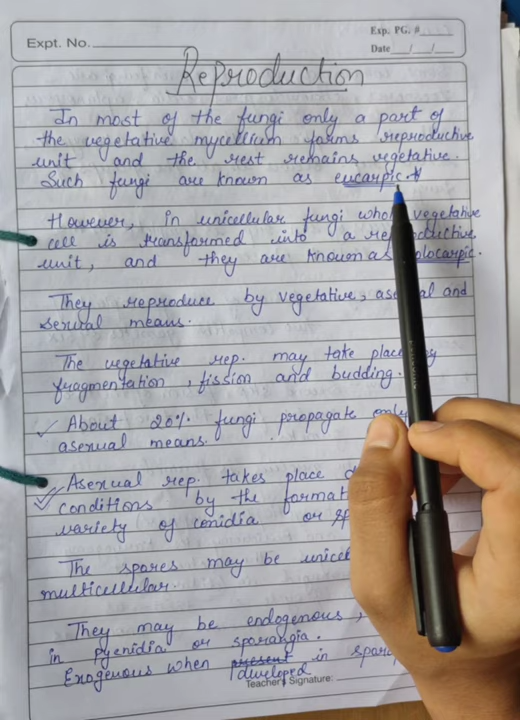 Expt. No.
Exp. PG. #
Date / /
Reproduction
In most of the fungi only a part of
the vegetative mycellium forms reproductive
unit and the rest remains vegetative.
Such fungi are known as eucarpic.
However, in unicellular fungi whole vegetative
cell is transformed into a reproductive
unit, and they are known as holocarpic.
They reproduce by vegetative, asexual and
sexual means.
The vegetative rep. may take place by
fragmentation, fission and budding.
About 20% fungi propagate only
asexual means.
Asexual rep. takes place
conditions by the format
variety of conidia or
The spores may be unicel
multicellular.
They may be endogenous,
in pycnidia or sporangia.
Exogenous when developed in
Teacher's Signature: